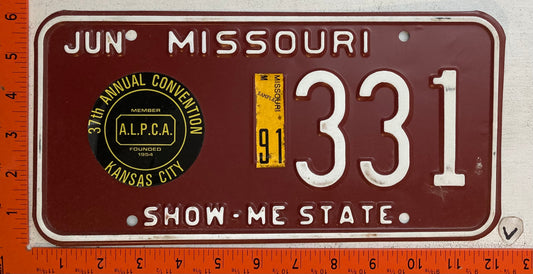 JUN MISSOURI
37th ANNUAL CONVENTION
MEMBER
A.L.P.C.A.
FOUNDED
1954
KANSAS CITY
MISSOURI
91
331
SHOW-ME STATE